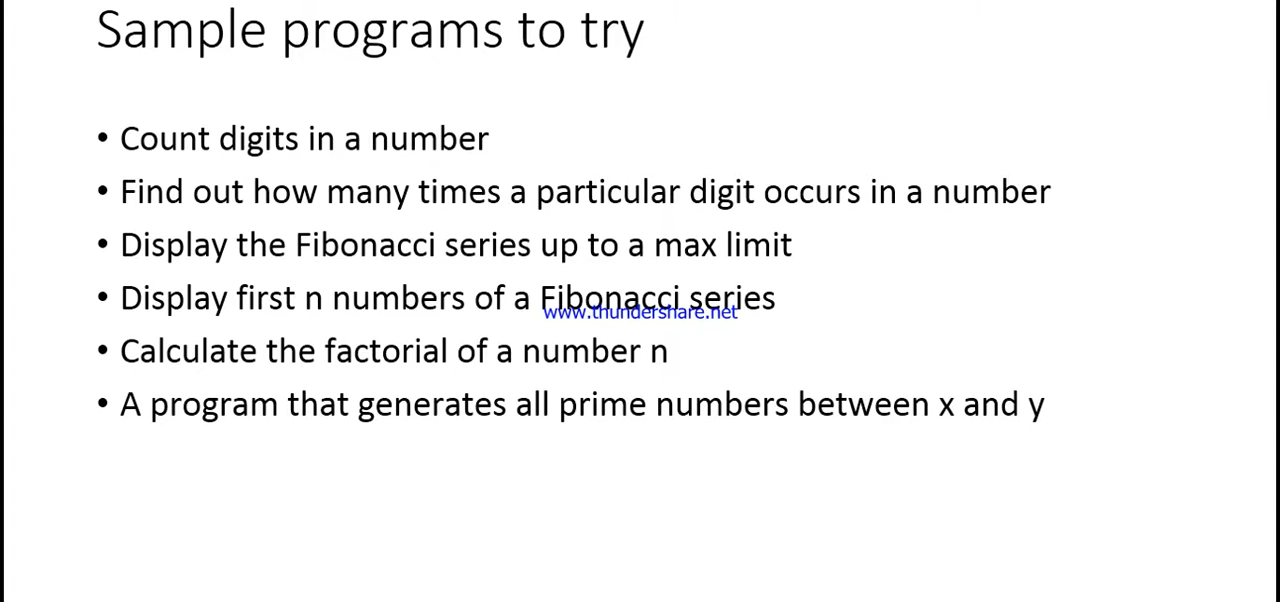 Sample programs to try
• Count digits in a number
• Find out how many times a particular digit occurs in a number
• Display the Fibonacci series up to a max limit
• Display first n numbers of a Fibonacci series
www.thundershare.net
• Calculate the factorial of a number n
• A program that generates all prime numbers between x and y